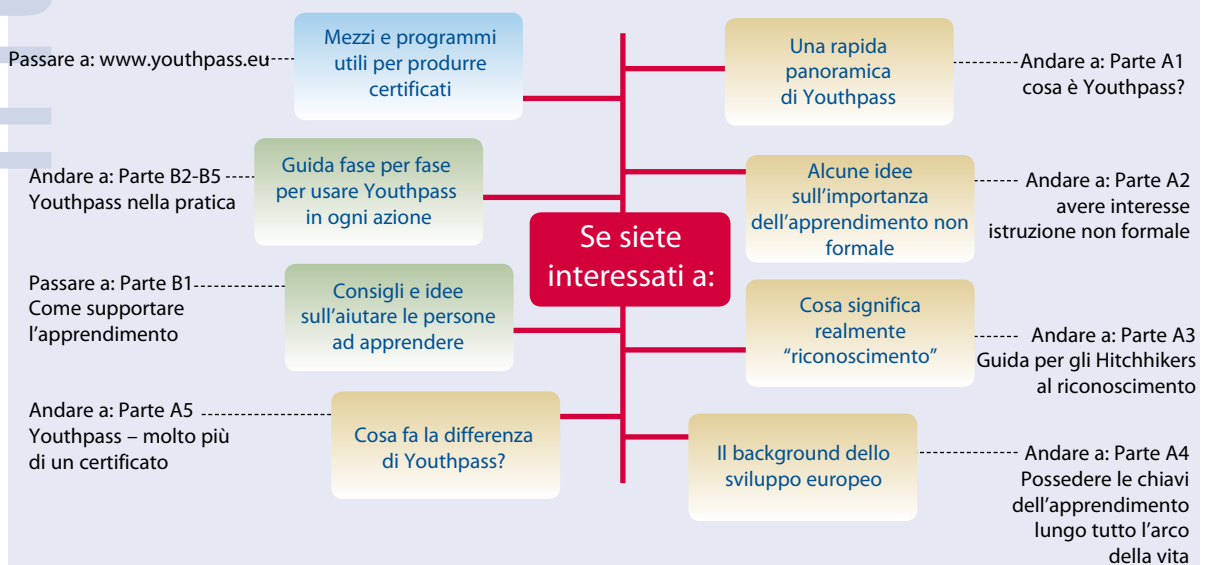 Passare a: www.youthpass.eu
Mezzi e programmi
utili per produrre
certificati
Andare a: Parte B2-B5
Youthpass nella pratica
Guida fase per fase
per usare Youthpass
in ogni azione
Passare a: Parte B1
Come supportare
l’apprendimento
Consigli e idee
sull’aiutare le persone
ad apprendere
Andare a: Parte A5
Youthpass – molto più
di un certificato
Cosa fa la differenza
di Youthpass?
Se siete
interessati a:
Una rapida
panoramica
di Youthpass
Andare a: Parte A1
cosa è Youthpass?
Alcune idee
sull’importanza
dell’apprendimento non
formale
Andare a: Parte A2
avere interesse
istruzione non formale
Cosa significa
realmente
“riconoscimento”
Andare a: Parte A3
Guida per gli Hitchhikers
al riconoscimento
Il background dello
sviluppo europeo
Andare a: Parte A4
Possedere le chiavi
dell’apprendimento
lungo tutto l’arco
della vita